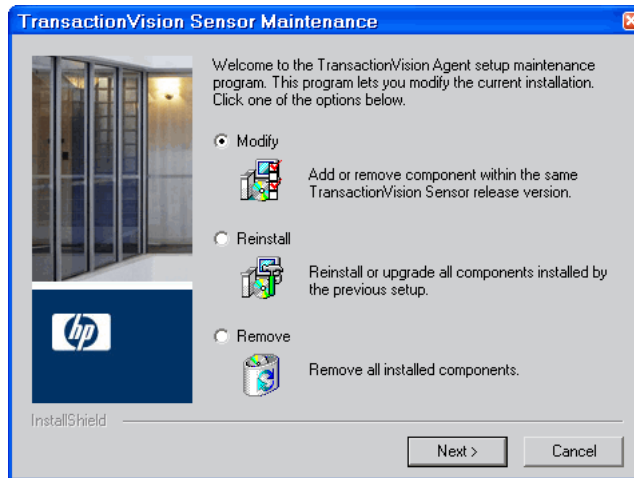 TransactionVision Sensor Maintenance
Welcome to the TransactionVision Agent setup maintenance
program. This program lets you modify the current installation.
Click one of the options below.
Modify
Add or remove component within the same
TransactionVision Sensor release version.
Reinstall
Reinstall or upgrade all components installed by
the previous setup.
hp
Remove
Remove all installed components.
InstallShield
Next >
Cancel